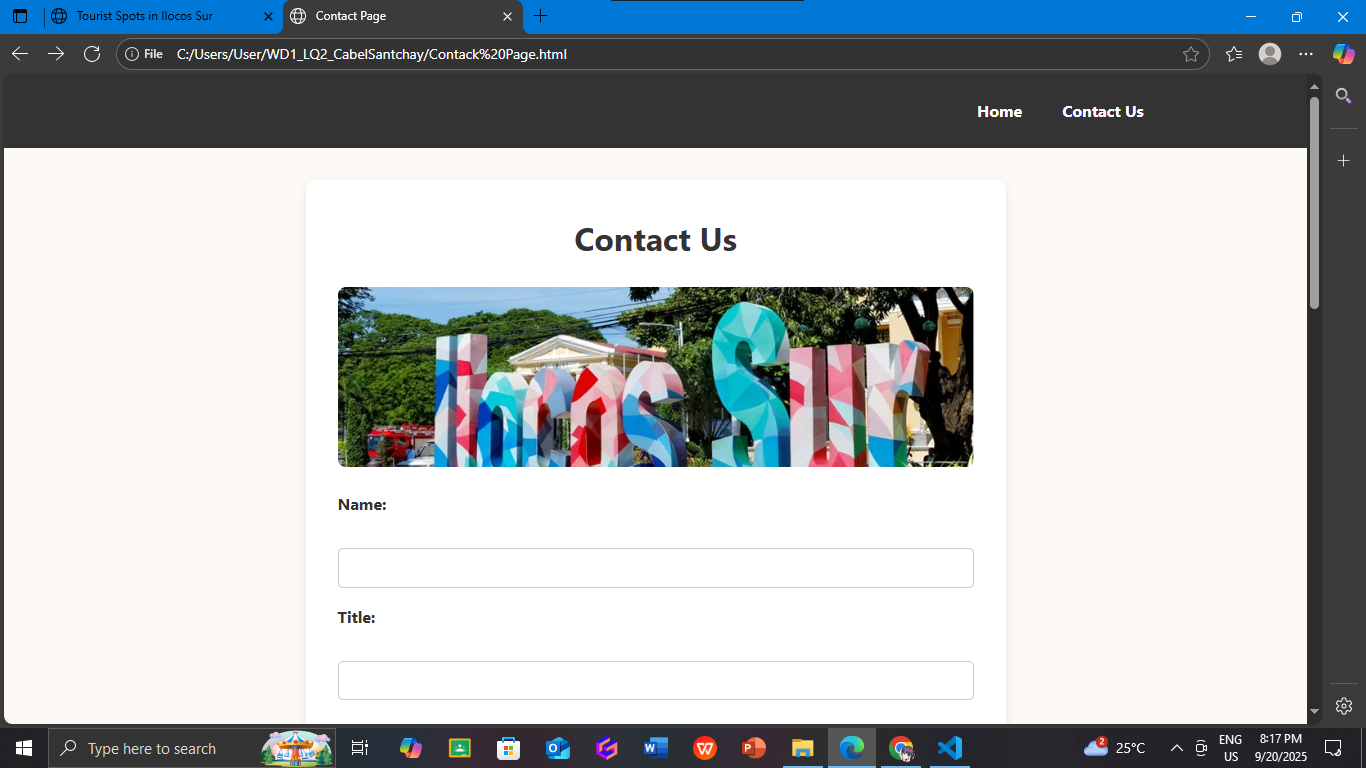 Tourist Spots in Ilocos Sur
Contact Page
File
C:/Users/User/WD1_LQ2_CabelSantchay/Contack%20Page.html
Home
Contact Us
Contact Us
Ilocos Sur
Name:
Title:
Type here to search
2
25°C
ENG
US
8:17 PM
9/20/2025